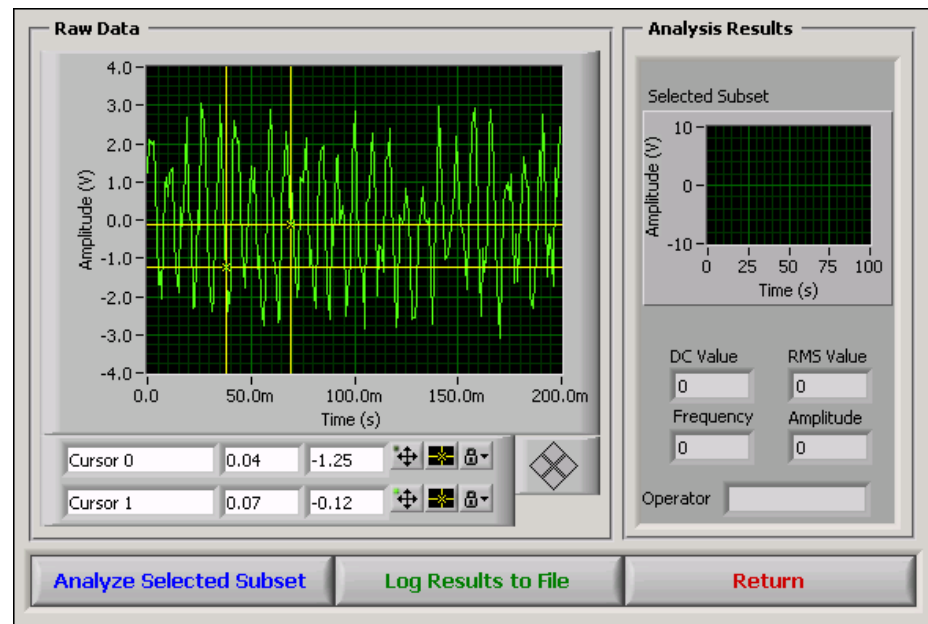 Raw Data
4.0
3.0
2.0
1.0
0.0
-1.0
-2.0
-3.0
-4.0
Amplitude (V)
0.0 50.0m 100.0m 150.0m 200.0m
Time (s)
Cursor 0 0.04 -1.25
Cursor 1 0.07 -0.12
Analysis Results
Selected Subset
10
0
-10
Amplitude (V)
0 25 50 75 100
Time (s)
DC Value RMS Value
0 0
Frequency Amplitude
0 0
Operator
Analyze Selected Subset Log Results to File Return